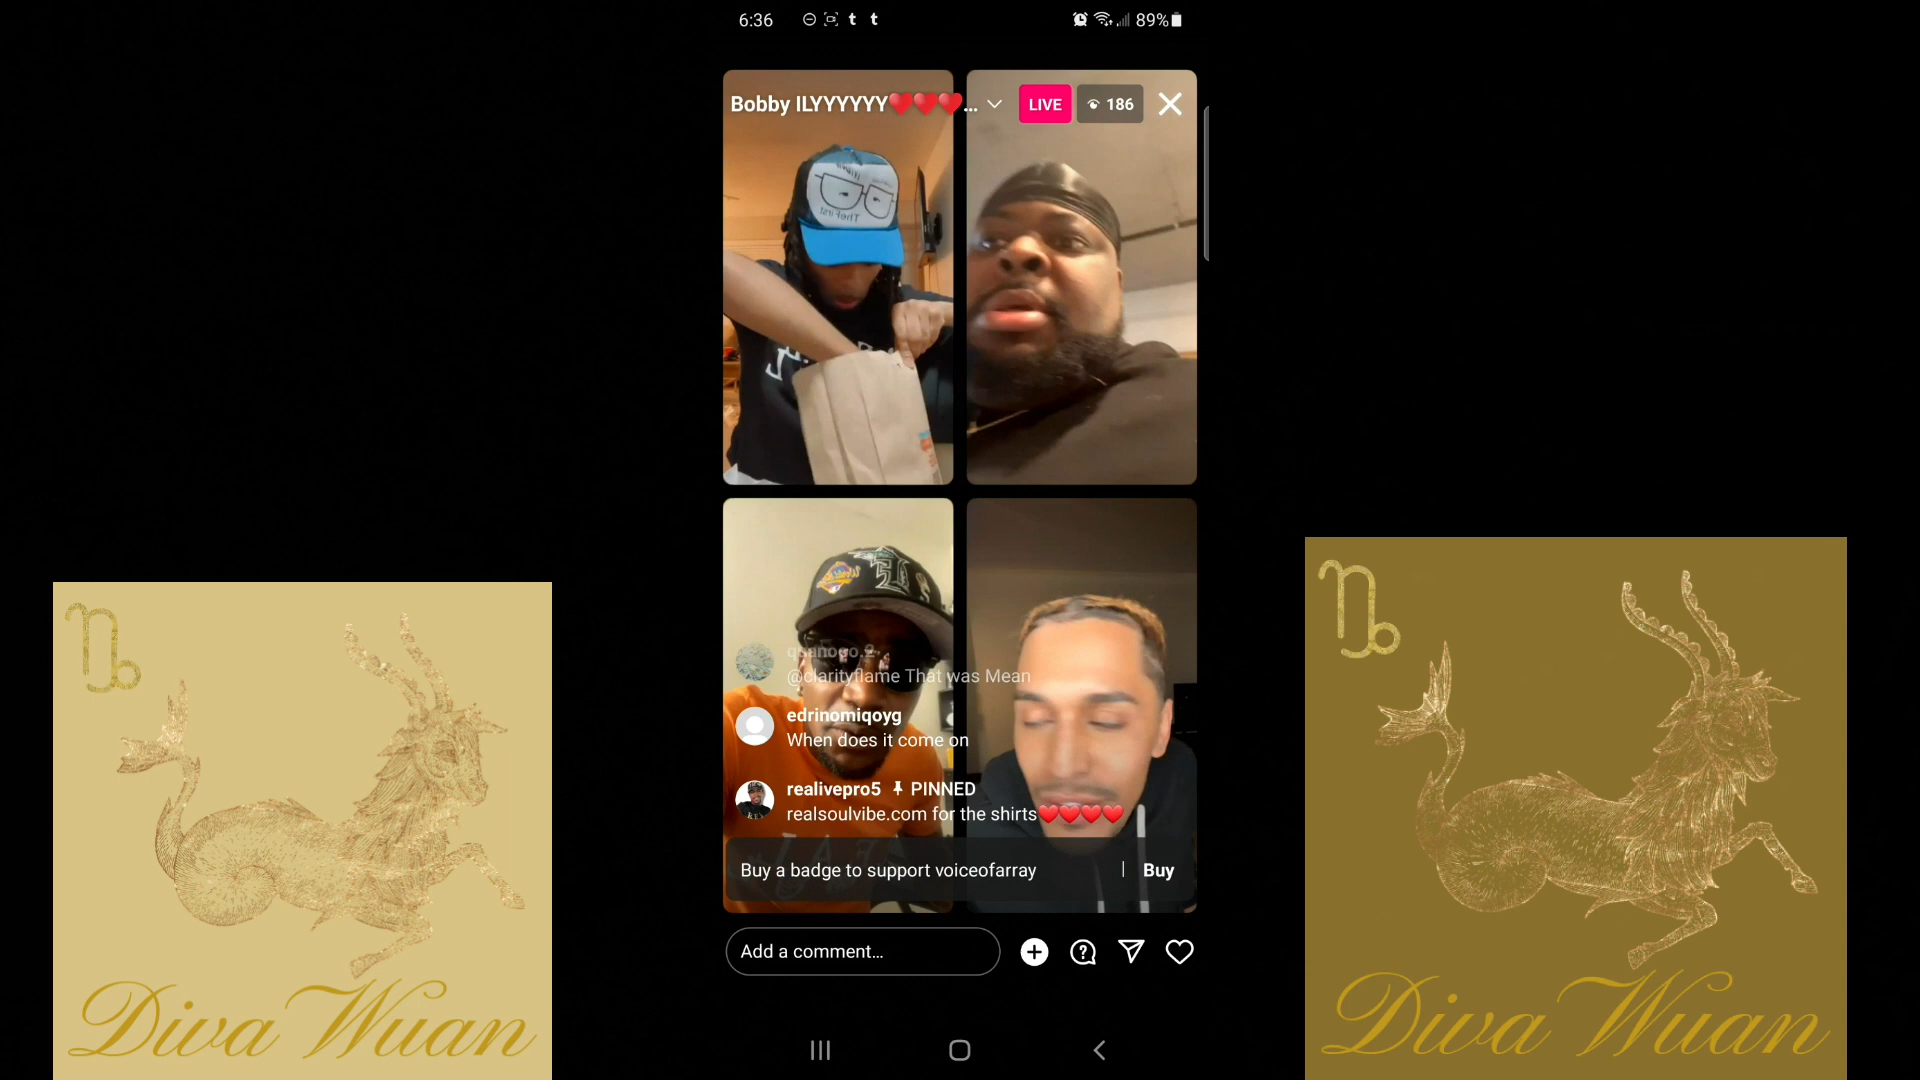 6:36
89%
Bobby ILYYYYYY❤️❤️❤️...
LIVE
186
@clarityflame That was Mean
edrinomiqoyg
When does it come on
realivepro5 PINNED
realsoulvibe.com for the shirts❤️❤️❤️❤️
Buy a badge to support voiceofarray
Buy
Add a comment...
Diva Wuan
Diva Wuan